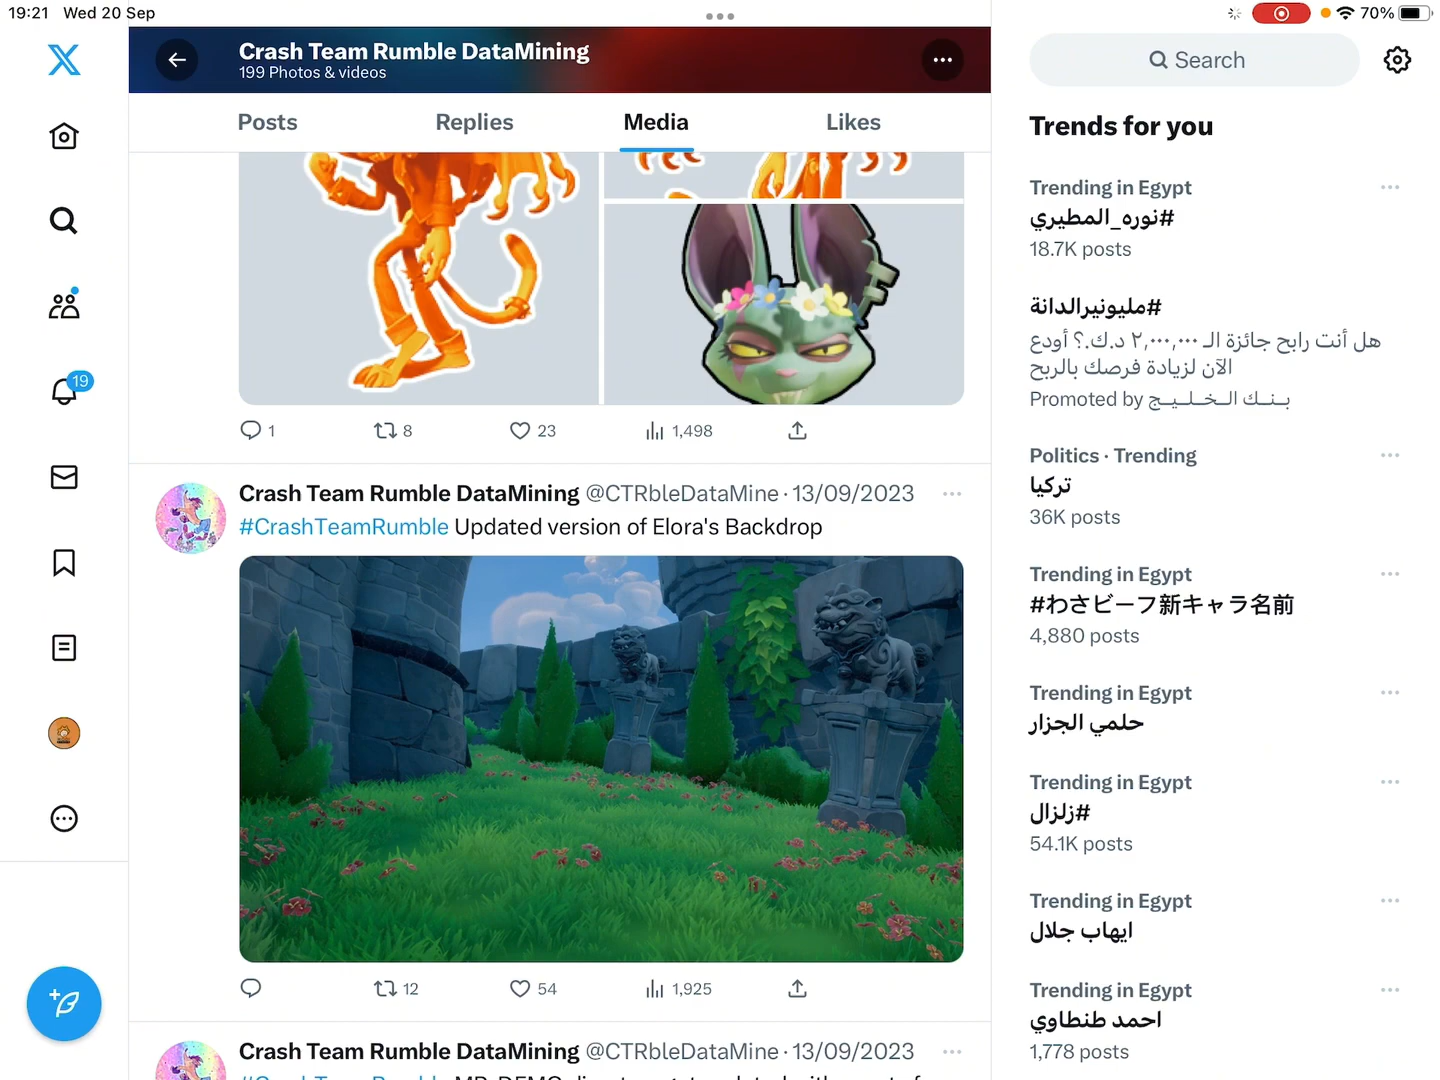 19:21 Wed 20 Sep
70%
Crash Team Rumble DataMining
199 Photos & videos
Posts
Replies
Media
Likes
19
1
8
23
1,498
Crash Team Rumble DataMining @CTRbleDataMine · 13/09/2023
#CrashTeamRumble Updated version of Elora's Backdrop
12
54
1,925
Crash Team Rumble DataMining @CTRbleDataMine · 13/09/2023
Search
Trends for you
Trending in Egypt
#نوره_المطيري
18.7K posts
#مليونيرالدانة
هل أنت رابح جائزة الـ ٢,٠٠٠,٠٠٠ د.ك.؟ أودع
الآن لزيادة فرصك بالربح
Promoted by بـنــك الــخــلــيــج
Politics · Trending
تركيا
36K posts
Trending in Egypt
#わさビーフ新キャラ名前
4,880 posts
Trending in Egypt
حلمي الجزار
Trending in Egypt
#زلزال
54.1K posts
Trending in Egypt
ايهاب جلال
Trending in Egypt
احمد طنطاوي
1,778 posts